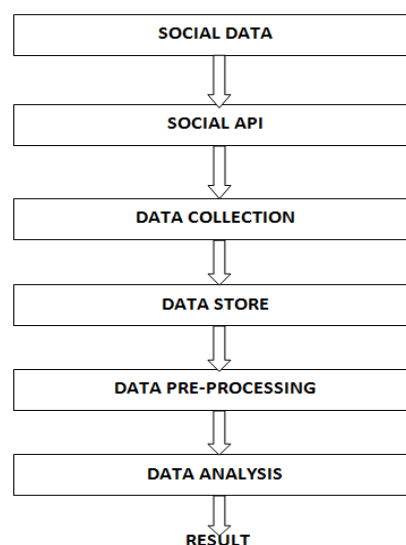 SOCIAL DATA
SOCIAL API
DATA COLLECTION
DATA STORE
DATA PRE-PROCESSING
DATA ANALYSIS
RESULT